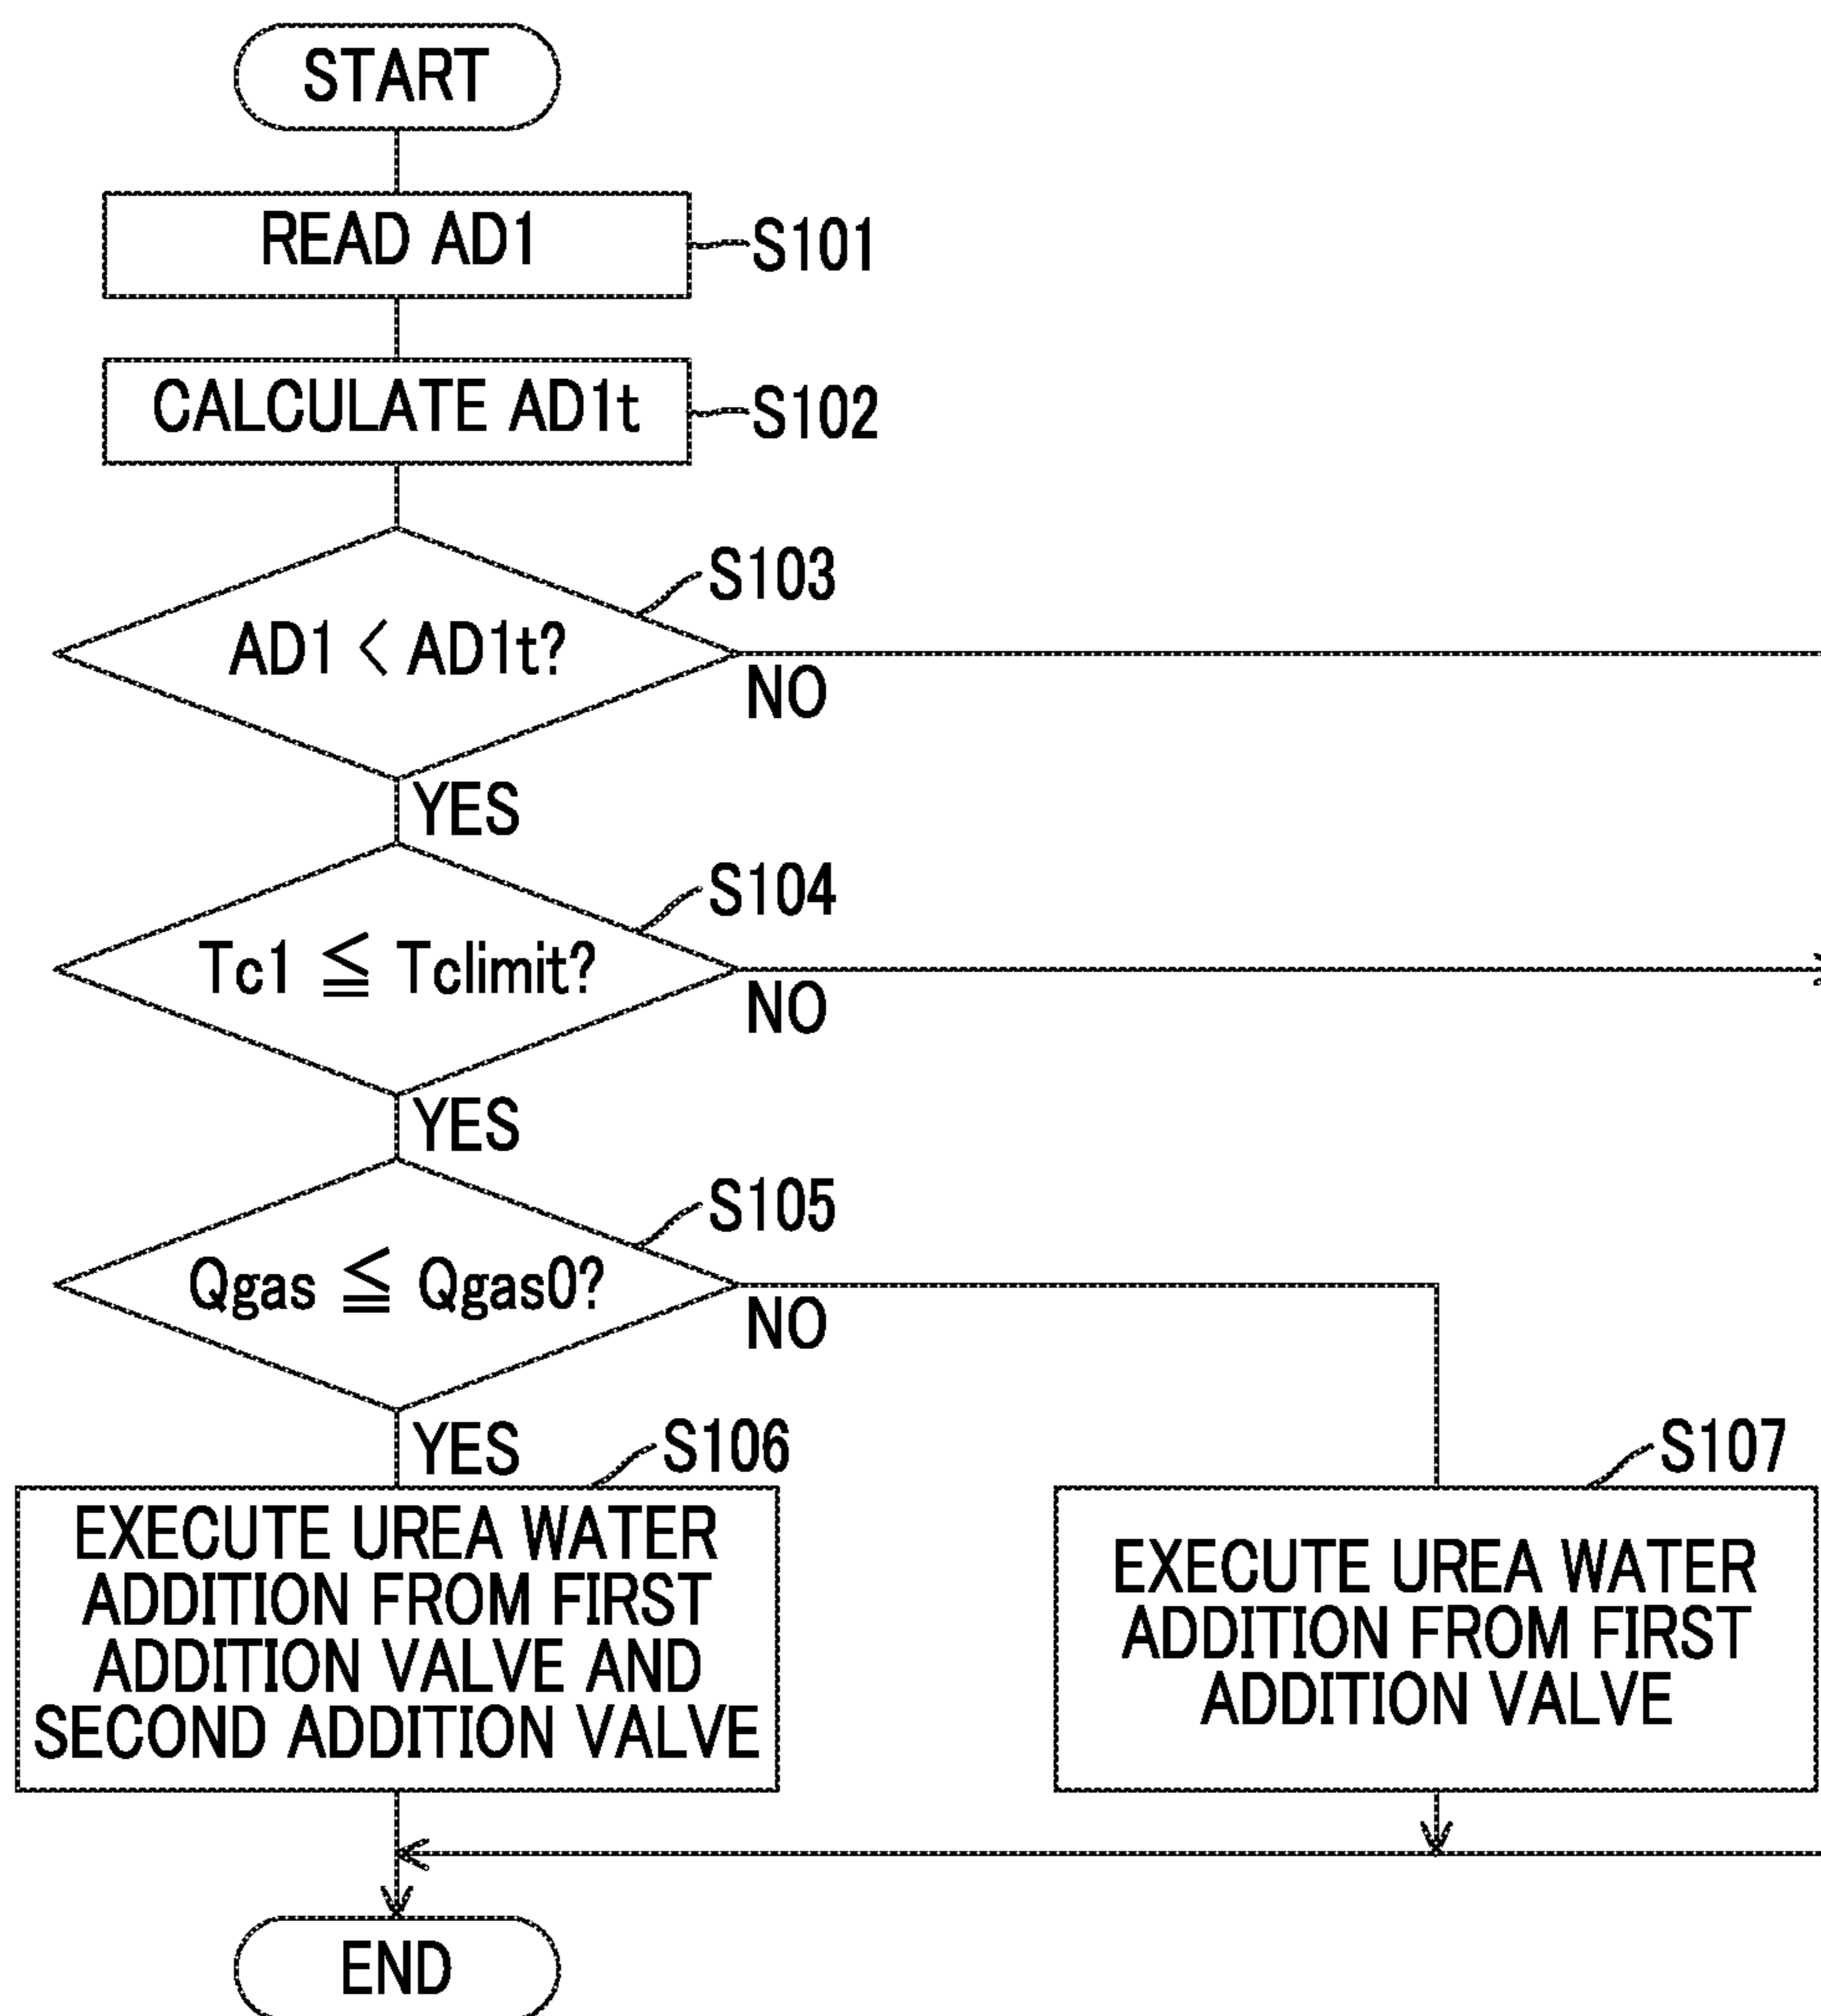 START
READ AD1
S101
CALCULATE AD1t
S102
S103
AD1 < AD1t?
NO
YES
S104
Tc1 ≦ Tclimit?
NO
YES
S105
Qgas ≦ Qgas0?
NO
YES
S106
S107
EXECUTE UREA WATER
ADDITION FROM FIRST
ADDITION VALVE AND
SECOND ADDITION VALVE
EXECUTE UREA WATER
ADDITION FROM FIRST
ADDITION VALVE
END